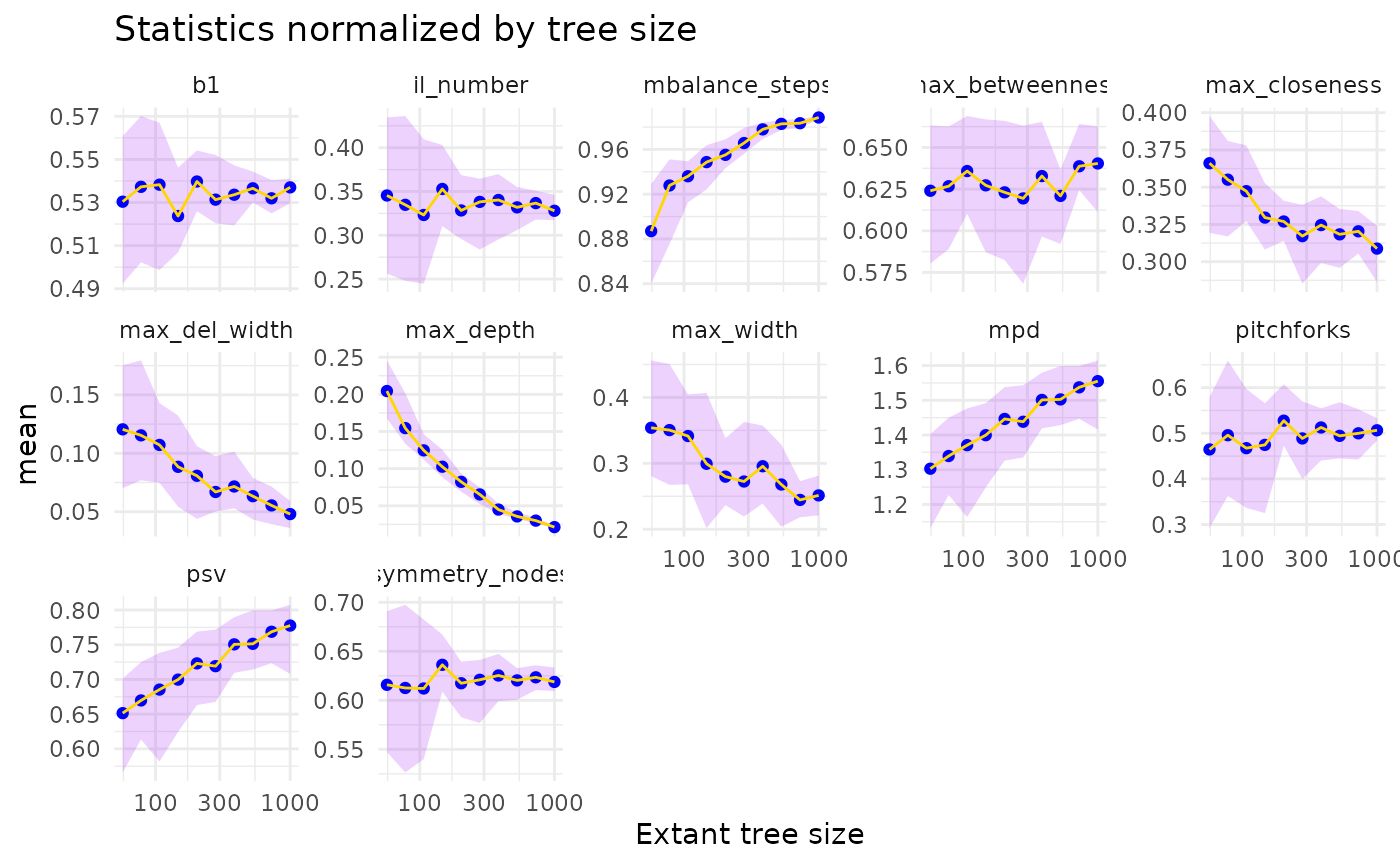 Statistics normalized by tree size
b1 il_number mbalance_steps nax_betweennes max_closeness
0.57 0.55 0.53 0.51 0.49
0.40 0.35 0.30 0.25
0.96 0.92 0.88 0.84
0.650 0.625 0.600 0.575
0.400 0.375 0.350 0.325 0.300
max_del_width max_depth max_width mpd pitchforks
0.15 0.10 0.05
0.25 0.20 0.15 0.10 0.05
0.4 0.3 0.2
1.6 1.5 1.4 1.3 1.2
0.6 0.5 0.4 0.3
100 300 1000 100 300 1000 100 300 1000
mean
psv symmetry_nodes
0.80 0.75 0.70 0.65 0.60
0.70 0.65 0.60 0.55
100 300 1000 100 300 1000
Extant tree size